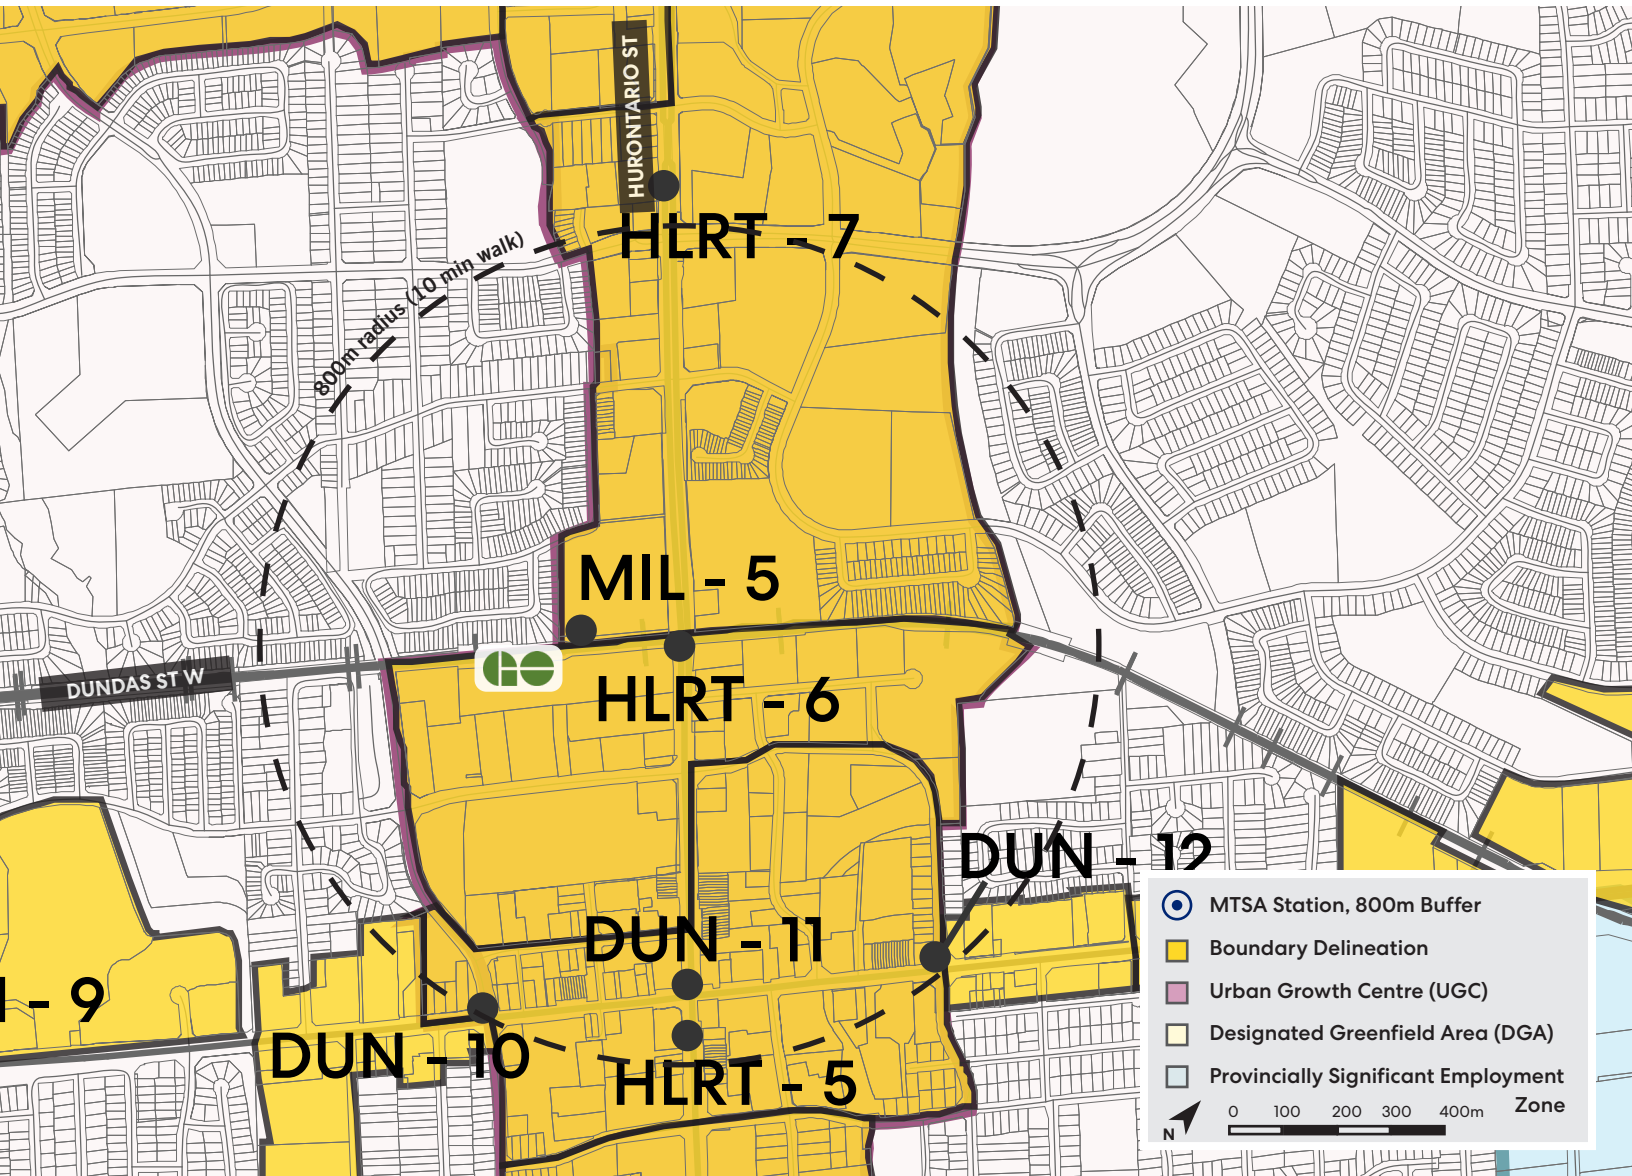 HURONTARIO ST
HLRT - 7
800m radius (10 min walk)
MIL - 5
GO
DUNDAS ST W
HLRT - 6
DUN - 12
DUN - 11
- 9
DUN - 10
HLRT - 5
MTSA Station, 800m Buffer
Boundary Delineation
Urban Growth Centre (UGC)
Designated Greenfield Area (DGA)
Provincially Significant Employment
Zone
0 100 200 300 400m
N